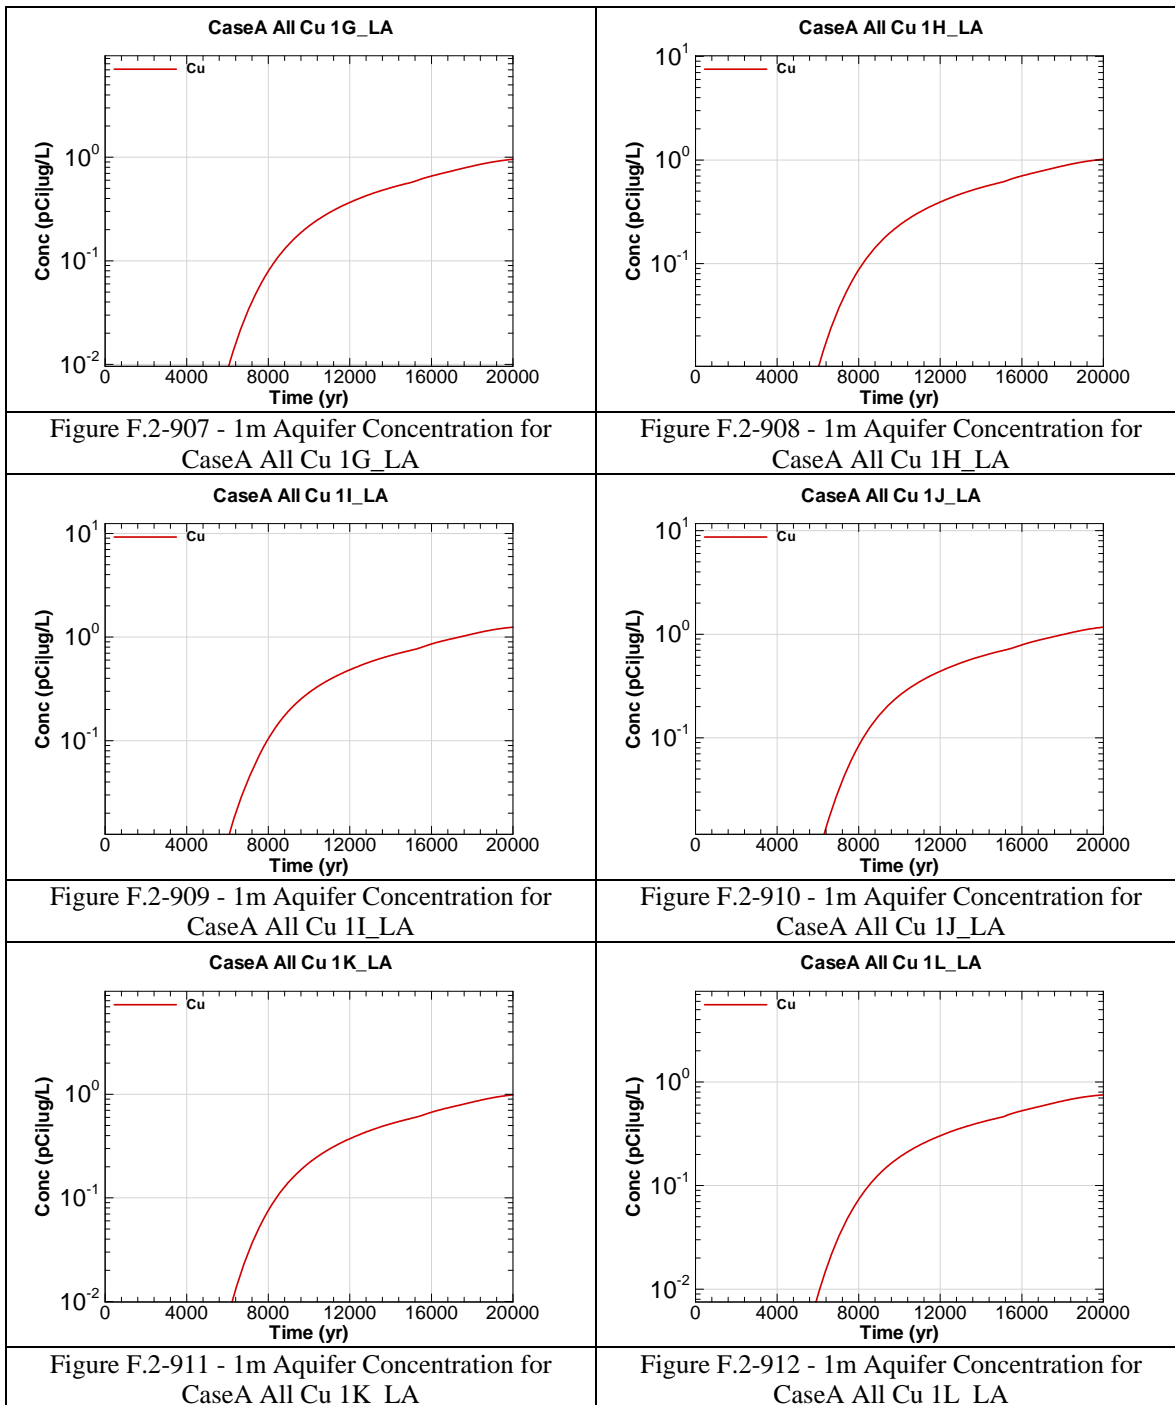 CaseA All Cu 1G_LA
Cu
Conc (pCi|ug/L)
10^0
10^-1
10^-2
0 4000 8000 12000 16000 20000
Time (yr)
Figure F.2-907 - 1m Aquifer Concentration for
CaseA All Cu 1G_LA
CaseA All Cu 1H_LA
Cu
Conc (pCi|ug/L)
10^1
10^0
10^-1
0 4000 8000 12000 16000 20000
Time (yr)
Figure F.2-908 - 1m Aquifer Concentration for
CaseA All Cu 1H_LA
CaseA All Cu 1I_LA
Cu
Conc (pCi|ug/L)
10^1
10^0
10^-1
0 4000 8000 12000 16000 20000
Time (yr)
Figure F.2-909 - 1m Aquifer Concentration for
CaseA All Cu 1I_LA
CaseA All Cu 1J_LA
Cu
Conc (pCi|ug/L)
10^1
10^0
10^-1
0 4000 8000 12000 16000 20000
Time (yr)
Figure F.2-910 - 1m Aquifer Concentration for
CaseA All Cu 1J_LA
CaseA All Cu 1K_LA
Cu
Conc (pCi|ug/L)
10^0
10^-1
10^-2
0 4000 8000 12000 16000 20000
Time (yr)
Figure F.2-911 - 1m Aquifer Concentration for
CaseA All Cu 1K_LA
CaseA All Cu 1L_LA
Cu
Conc (pCi|ug/L)
10^0
10^-1
10^-2
0 4000 8000 12000 16000 20000
Time (yr)
Figure F.2-912 - 1m Aquifer Concentration for
CaseA All Cu 1L_LA